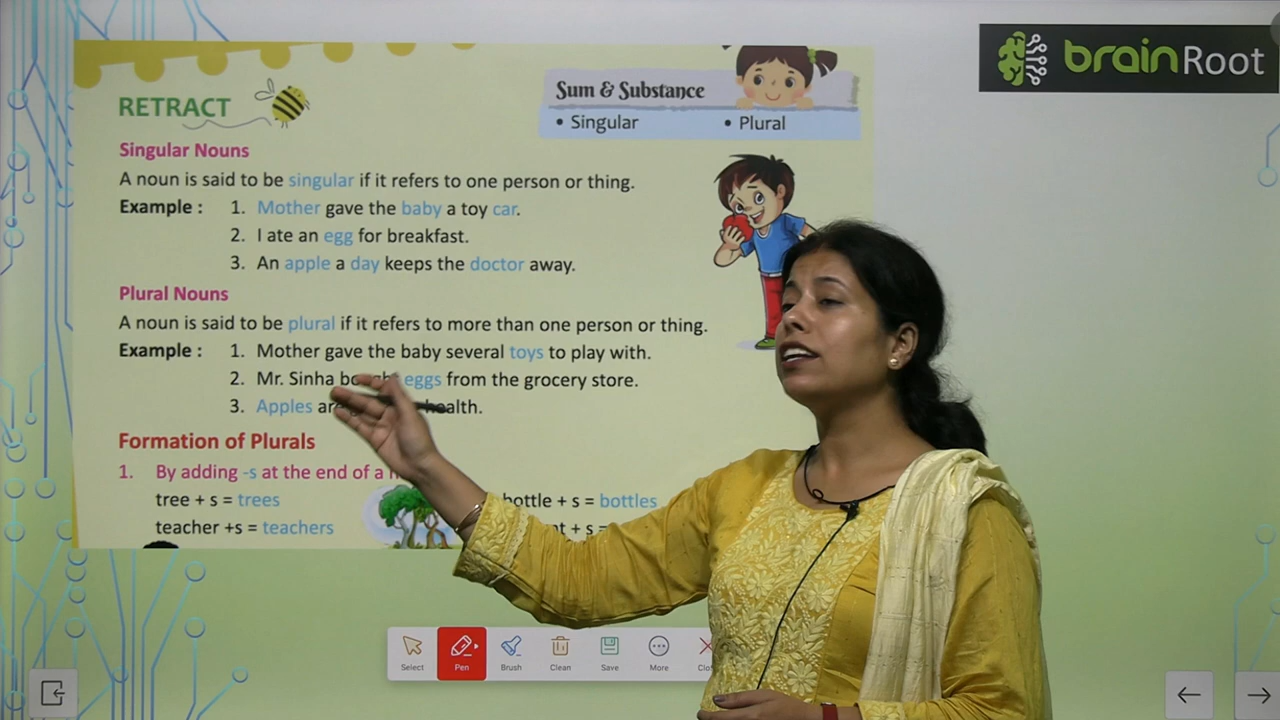 brainRoot
RETRACT
Sum & Substance
• Singular • Plural
Singular Nouns
A noun is said to be singular if it refers to one person or thing.
Example : 1. Mother gave the baby a toy car.
2. I ate an egg for breakfast.
3. An apple a day keeps the doctor away.
Plural Nouns
A noun is said to be plural if it refers to more than one person or thing.
Example : 1. Mother gave the baby several toys to play with.
2. Mr. Sinha eggs from the grocery store.
3. Apples health.
Formation of Plurals
1. By adding -s at the end of a
tree + s = trees bottle + s = bottles
teacher +s = teachers + s =
Select Pen Brush Clean Save More